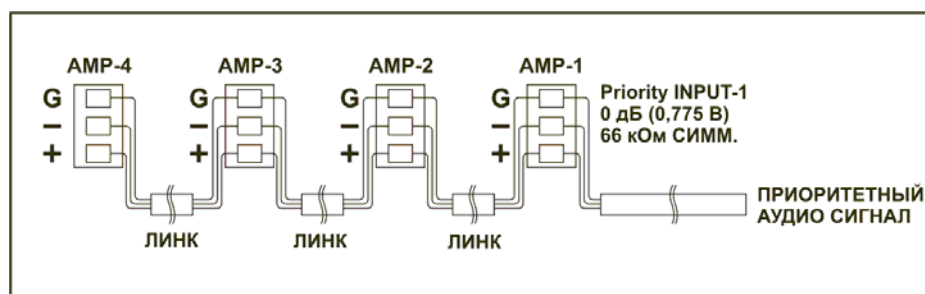 AMP-4 AMP-3 AMP-2 AMP-1
G G G G
– – – –
+ + + +
Priority INPUT-1
0 дБ (0,775 В)
66 кОм СИММ.
ПРИОРИТЕТНЫЙ
АУДИО СИГНАЛ
ЛИНК ЛИНК ЛИНК